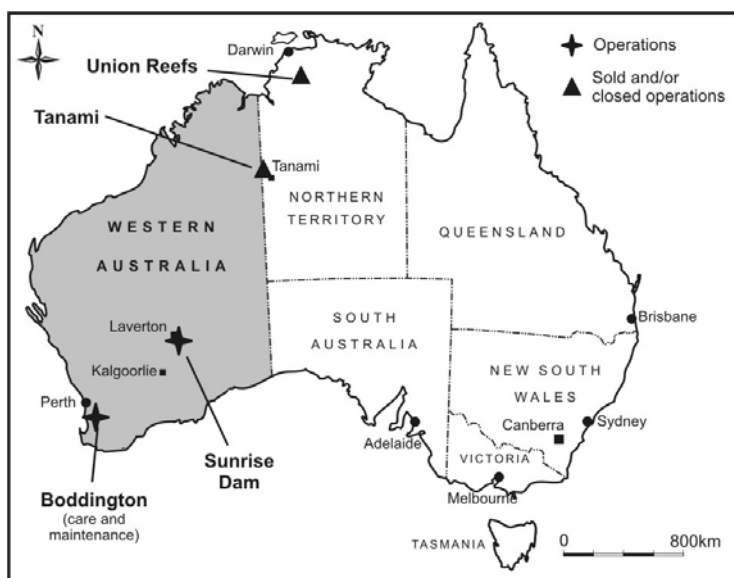 N
Darwin
Union Reefs
Tanami
Operations
Sold and/or
closed operations
Tanami
NORTHERN
TERRITORY
WESTERN
AUSTRALIA
QUEENSLAND
Laverton
Kalgoorlie
SOUTH
AUSTRALIA
Brisbane
NEW SOUTH
WALES
Perth
Canberra
Sydney
Adelaide
Sunrise
Dam
VICTORIA
Boddington
(care and
maintenance)
Melbourne
TASMANIA
0 800km